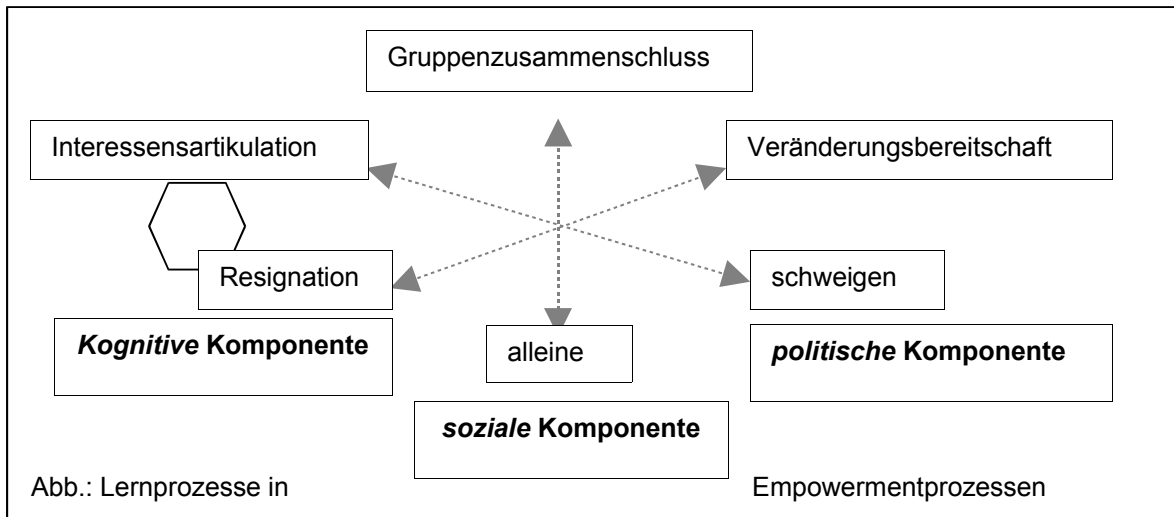 Gruppenzusammenschluss
Interessensartikulation
Veränderungsbereitschaft
Resignation
schweigen
Kognitive Komponente
alleine
politische Komponente
soziale Komponente
Abb.: Lernprozesse in Empowermentprozessen